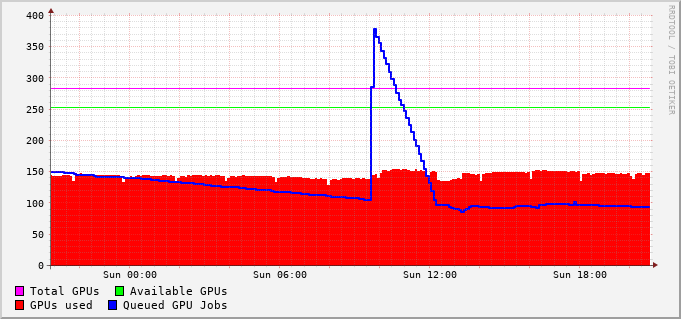 400
350
300
250
200
150
100
50
0
Sun 00:00 Sun 06:00 Sun 12:00 Sun 18:00
Total GPUs Available GPUs
GPUs used Queued GPU Jobs
RRDTOOL / TOBI OETIKER